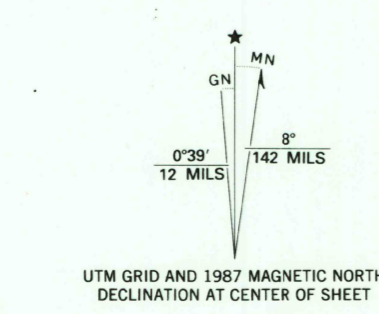 ★
MN
GN
0°39′
12 MILS
8°
142 MILS
UTM GRID AND 1987 MAGNETIC NORTH
DECLINATION AT CENTER OF SHEET